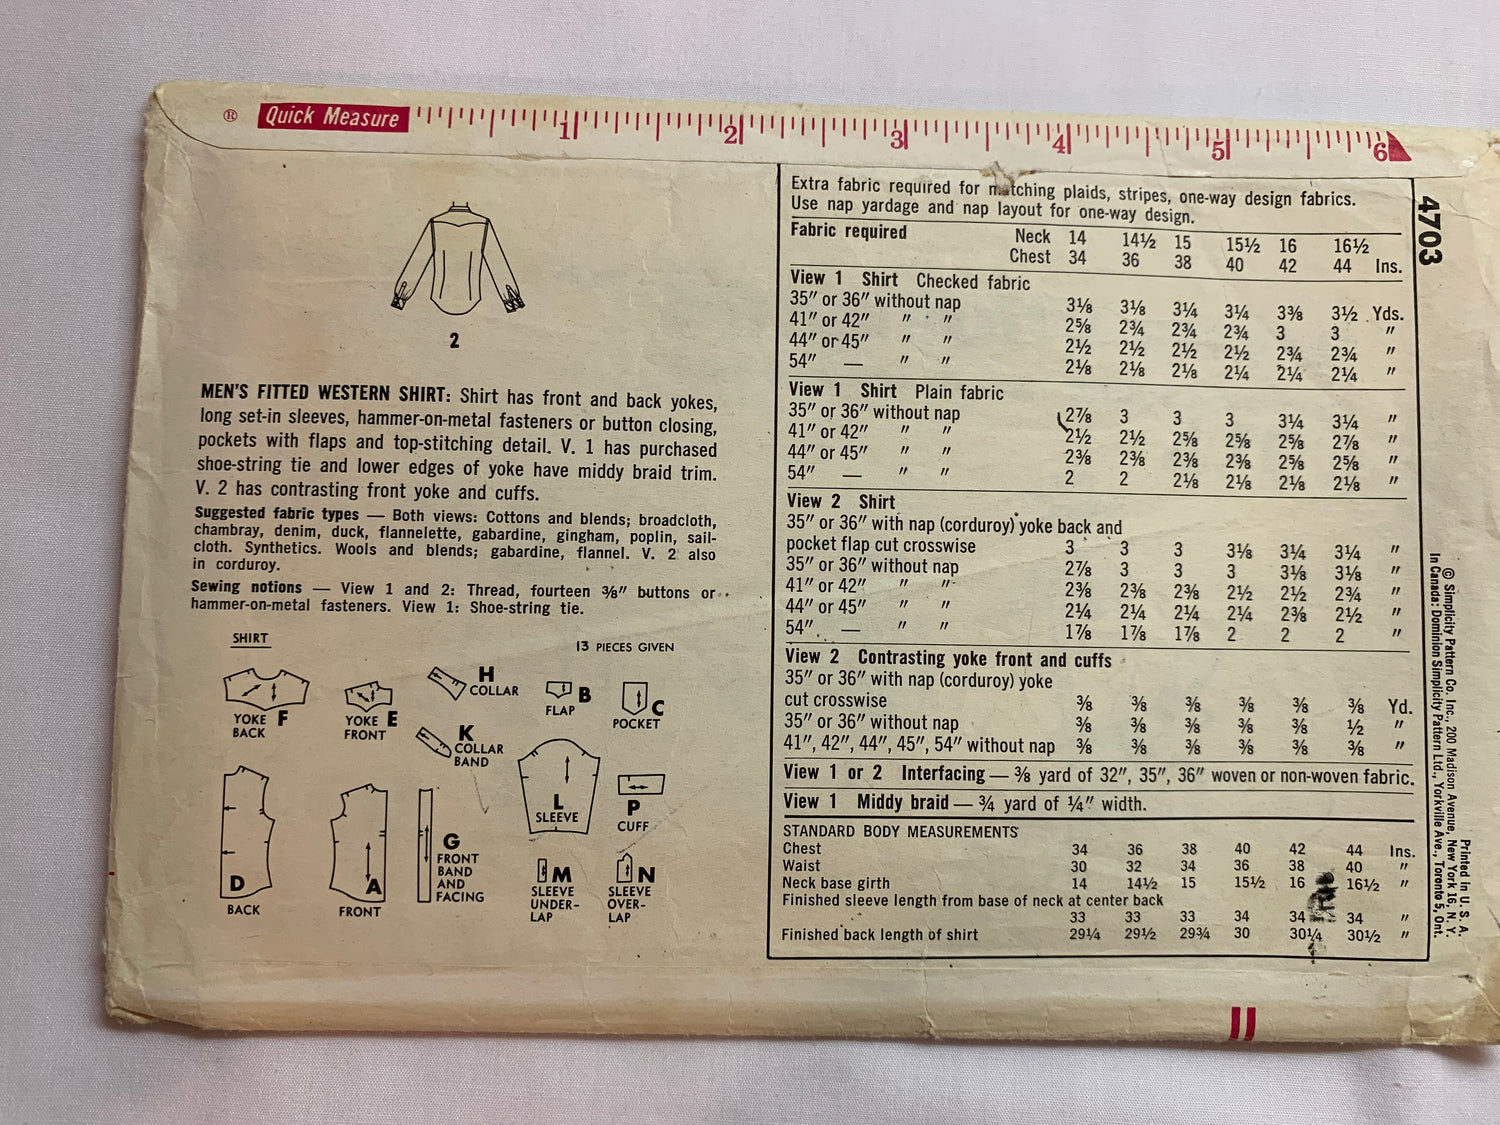 ® Quick Measure 1 2 3 4 5 6
2
MEN'S FITTED WESTERN SHIRT: Shirt has front and back yokes,
long set-in sleeves, hammer-on-metal fasteners or button closing,
pockets with flaps and top-stitching detail. V. 1 has purchased
shoe-string tie and lower edges of yoke have middy braid trim.
V. 2 has contrasting front yoke and cuffs.
Suggested fabric types — Both views: Cottons and blends; broadcloth,
chambray, denim, duck, flannelette, gabardine, gingham, poplin, sail-
cloth. Synthetics. Wools and blends; gabardine, flannel. V. 2 also
in corduroy.
Sewing notions — View 1 and 2: Thread, fourteen ⅜″ buttons or
hammer-on-metal fasteners. View 1: Shoe-string tie.
SHIRT
13 PIECES GIVEN
YOKE F
BACK
YOKE E
FRONT
H
COLLAR
K
COLLAR
BAND
B
FLAP
C
POCKET
D
BACK
A
FRONT
G
FRONT
BAND
AND
FACING
L
SLEEVE
P
CUFF
M
SLEEVE
UNDER-
LAP
N
SLEEVE
OVER-
LAP
Extra fabric required for matching plaids, stripes, one-way design fabrics.
Use nap yardage and nap layout for one-way design.
Fabric required Neck 14 14½ 15 15½ 16 16½
Chest 34 36 38 40 42 44 Ins.
View 1 Shirt Checked fabric
35″ or 36″ without nap 3⅛ 3⅛ 3¼ 3¼ 3⅜ 3½ Yds.
41″ or 42″ ″ ″ 2⅝ 2¾ 2¾ 2¾ 3 3 ″
44″ or 45″ ″ ″ 2½ 2½ 2½ 2½ 2¾ 2¾ ″
54″ — ″ ″ 2⅛ 2⅛ 2⅛ 2¼ 2¼ 2¼ ″
View 1 Shirt Plain fabric
35″ or 36″ without nap 2⅞ 3 3 3 3¼ 3¼ ″
41″ or 42″ ″ ″ 2½ 2½ 2⅝ 2⅝ 2⅝ 2⅞ ″
44″ or 45″ ″ ″ 2⅜ 2⅜ 2⅜ 2⅜ 2⅝ 2⅝ ″
54″ — ″ ″ 2 2 2⅛ 2⅛ 2⅛ 2⅛ ″
View 2 Shirt
35″ or 36″ with nap (corduroy) yoke back and
pocket flap cut crosswise 3 3 3 3⅛ 3¼ 3¼ ″
35″ or 36″ without nap 2⅞ 3 3 3 3⅛ 3⅛ ″
41″ or 42″ ″ ″ 2⅜ 2⅜ 2⅜ 2½ 2½ 2¾ ″
44″ or 45″ ″ ″ 2¼ 2¼ 2¼ 2¼ 2⅜ 2½ ″
54″ — ″ ″ 1⅞ 1⅞ 1⅞ 2 2 2 ″
View 2 Contrasting yoke front and cuffs
35″ or 36″ with nap (corduroy) yoke
cut crosswise ⅜ ⅜ ⅜ ⅜ ⅜ ⅜ Yd.
35″ or 36″ without nap ⅜ ⅜ ⅜ ⅜ ⅜ ½ ″
41″, 42″, 44″, 45″, 54″ without nap ⅜ ⅜ ⅜ ⅜ ⅜ ⅜ ″
View 1 or 2 Interfacing — ⅜ yard of 32″, 35″, 36″ woven or non-woven fabric.
View 1 Middy braid — ¾ yard of ¼″ width.
STANDARD BODY MEASUREMENTS
Chest 34 36 38 40 42 44 Ins.
Waist 30 32 34 36 38 40 ″
Neck base girth 14 14½ 15 15½ 16 16½ ″
Finished sleeve length from base of neck at center back
33 33 33 34 34 34 ″
Finished back length of shirt 29¼ 29½ 29¾ 30 30¼ 30½ ″
4703
© Simplicity Pattern Co. Inc., 200 Madison Avenue, New York 16, N. Y.
In Canada: Dominion Simplicity Pattern Ltd., Yorkville Ave., Toronto 5, Ont.
Printed in U. S. A.